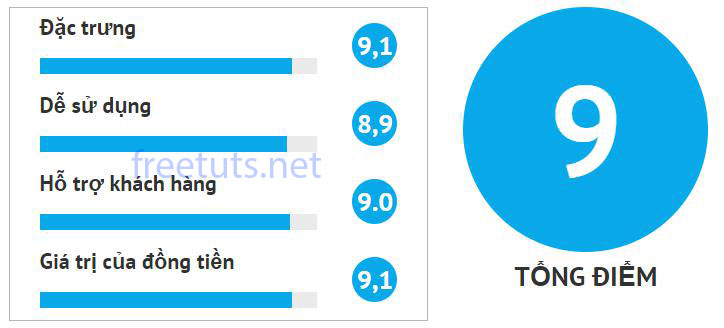 Đặc trưng
9,1
Dễ sử dụng
8,9
freetuts.net
Hỗ trợ khách hàng
9.0
Giá trị của đồng tiền
9,1
9
TỔNG ĐIỂM